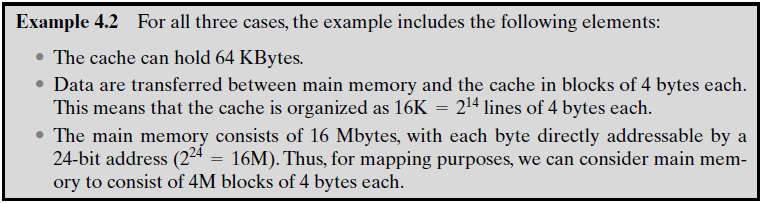 Example 4.2 For all three cases, the example includes the following elements:
• The cache can hold 64 KBytes.
• Data are transferred between main memory and the cache in blocks of 4 bytes each.
This means that the cache is organized as 16K = 2¹⁴ lines of 4 bytes each.
• The main memory consists of 16 Mbytes, with each byte directly addressable by a
24-bit address (2²⁴ = 16M). Thus, for mapping purposes, we can consider main mem-
ory to consist of 4M blocks of 4 bytes each.